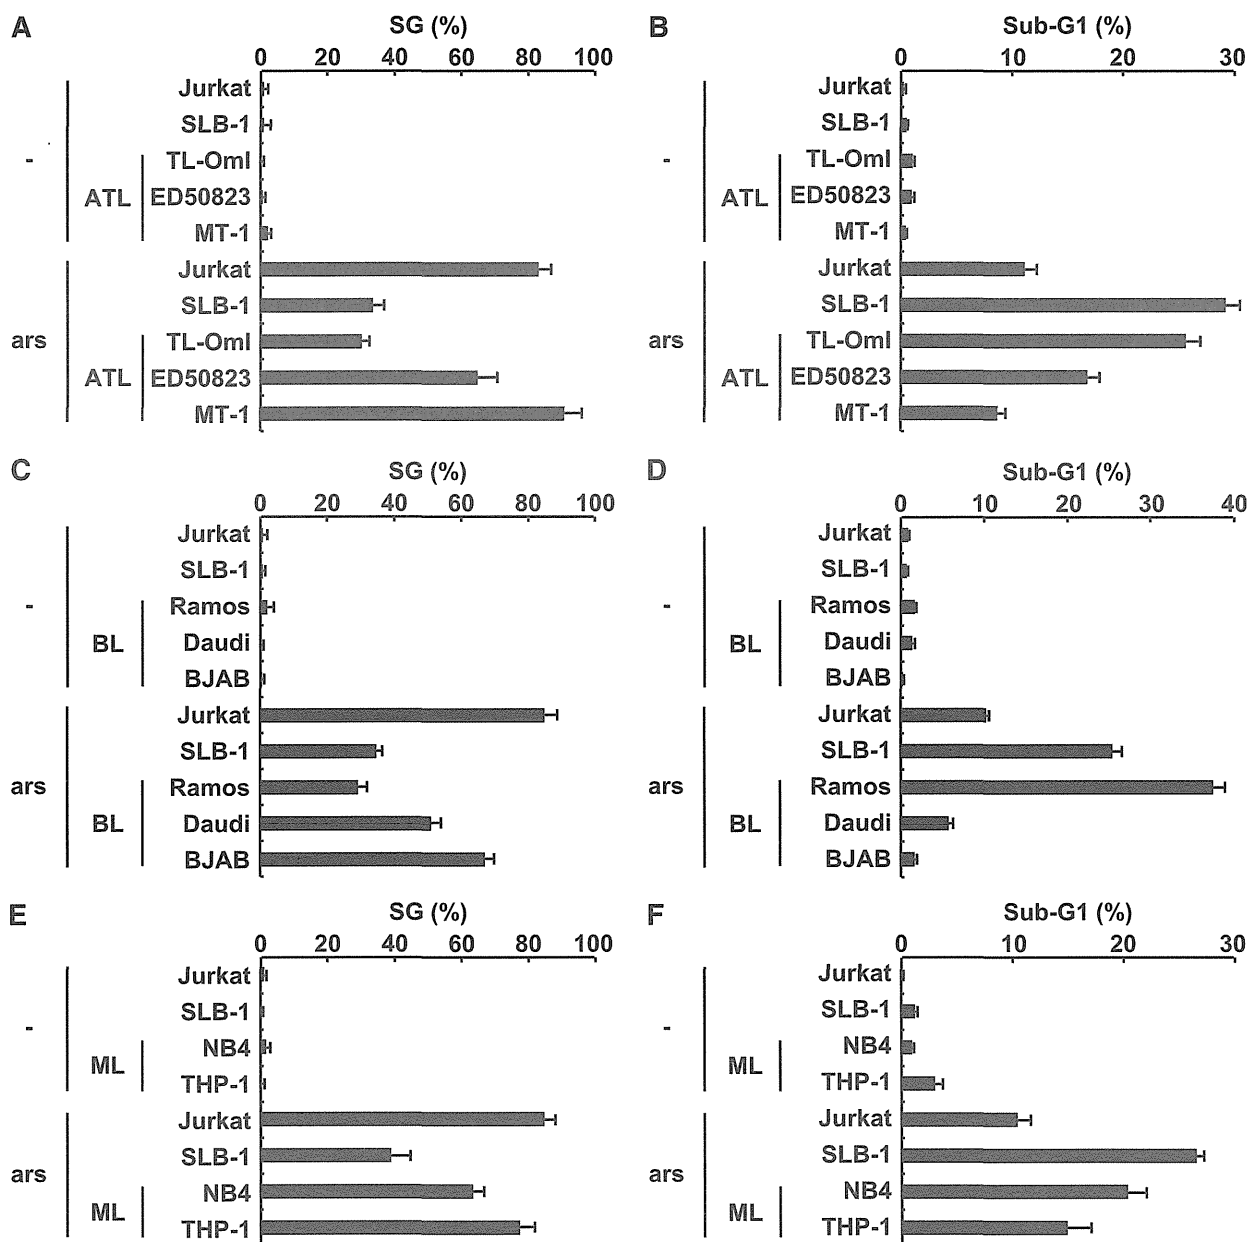 A
SG (%)
0 20 40 60 80 100
Jurkat
SLB-1
- TL-OmI
ATL ED50823
MT-1
Jurkat
SLB-1
ars TL-OmI
ATL ED50823
MT-1
B
Sub-G1 (%)
0 10 20 30
Jurkat
SLB-1
- TL-OmI
ATL ED50823
MT-1
Jurkat
SLB-1
ars TL-OmI
ATL ED50823
MT-1
C
SG (%)
0 20 40 60 80 100
Jurkat
SLB-1
- Ramos
BL Daudi
BJAB
Jurkat
SLB-1
ars Ramos
BL Daudi
BJAB
D
Sub-G1 (%)
0 10 20 30 40
Jurkat
SLB-1
- Ramos
BL Daudi
BJAB
Jurkat
SLB-1
ars Ramos
BL Daudi
BJAB
E
SG (%)
0 20 40 60 80 100
Jurkat
SLB-1
-
NB4
ML
THP-1
Jurkat
SLB-1
ars
NB4
ML
THP-1
F
Sub-G1 (%)
0 10 20 30
Jurkat
SLB-1
-
NB4
ML
THP-1
Jurkat
SLB-1
ars
NB4
ML
THP-1